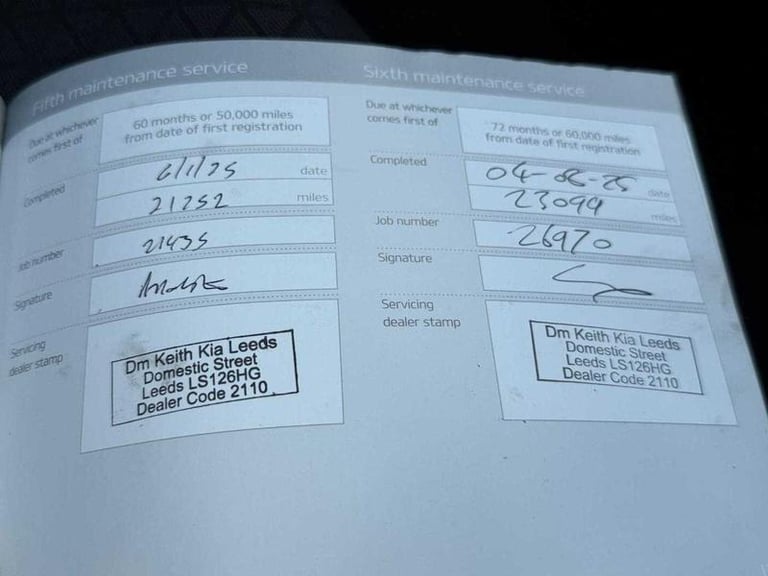 Fifth maintenance service
Due at whichever
comes first of
60 months or 50,000 miles
from date of first registration
Completed
6/1/25 date
21252 miles
Job number
21435
Signature
Servicing
dealer stamp
Dm Keith Kia Leeds
Domestic Street
Leeds LS126HG
Dealer Code 2110
Sixth maintenance service
Due at whichever
comes first of
72 months or 60,000 miles
from date of first registration
Completed
04-08-25 date
23099 miles
Job number
26970
Signature
Servicing
dealer stamp
Dm Keith Kia Leeds
Domestic Street
Leeds LS126HG
Dealer Code 2110